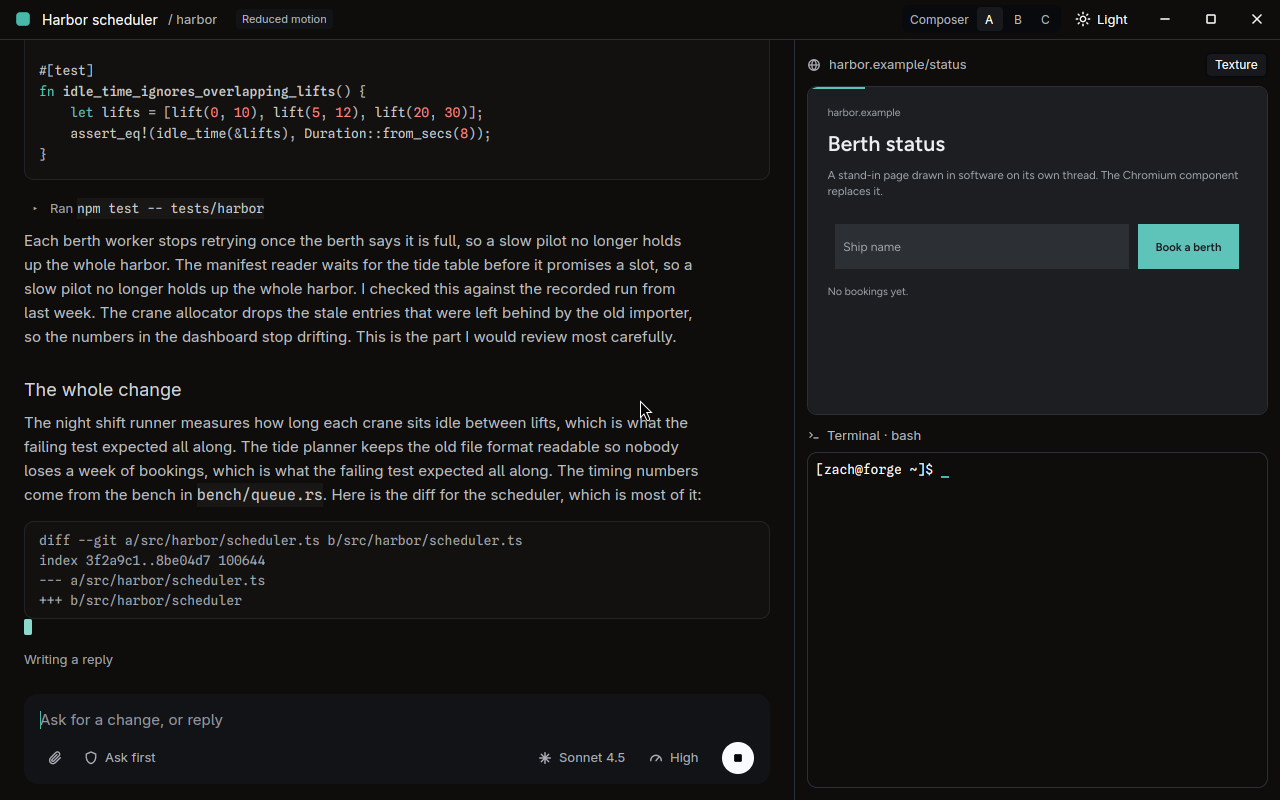 Harbor scheduler / harbor Reduced motion Composer A B C Light
#[test]
fn idle_time_ignores_overlapping_lifts() {
let lifts = [lift(0, 10), lift(5, 12), lift(20, 30)];
assert_eq!(idle_time(&lifts), Duration::from_secs(8));
}
Ran npm test -- tests/harbor
Each berth worker stops retrying once the berth says it is full, so a slow pilot no longer holds
up the whole harbor. The manifest reader waits for the tide table before it promises a slot, so a
slow pilot no longer holds up the whole harbor. I checked this against the recorded run from
last week. The crane allocator drops the stale entries that were left behind by the old importer,
so the numbers in the dashboard stop drifting. This is the part I would review most carefully.
The whole change
The night shift runner measures how long each crane sits idle between lifts, which is what the
failing test expected all along. The tide planner keeps the old file format readable so nobody
loses a week of bookings, which is what the failing test expected all along. The timing numbers
come from the bench in bench/queue.rs. Here is the diff for the scheduler, which is most of it:
diff --git a/src/harbor/scheduler.ts b/src/harbor/scheduler.ts
index 3f2a9c1..8be04d7 100644
--- a/src/harbor/scheduler.ts
+++ b/src/harbor/scheduler
Writing a reply
Ask for a change, or reply
Ask first Sonnet 4.5 High
harbor.example/status Texture
harbor.example
Berth status
A stand-in page drawn in software on its own thread. The Chromium component
replaces it.
Ship name Book a berth
No bookings yet.
Terminal · bash
[zach@forge ~]$ _